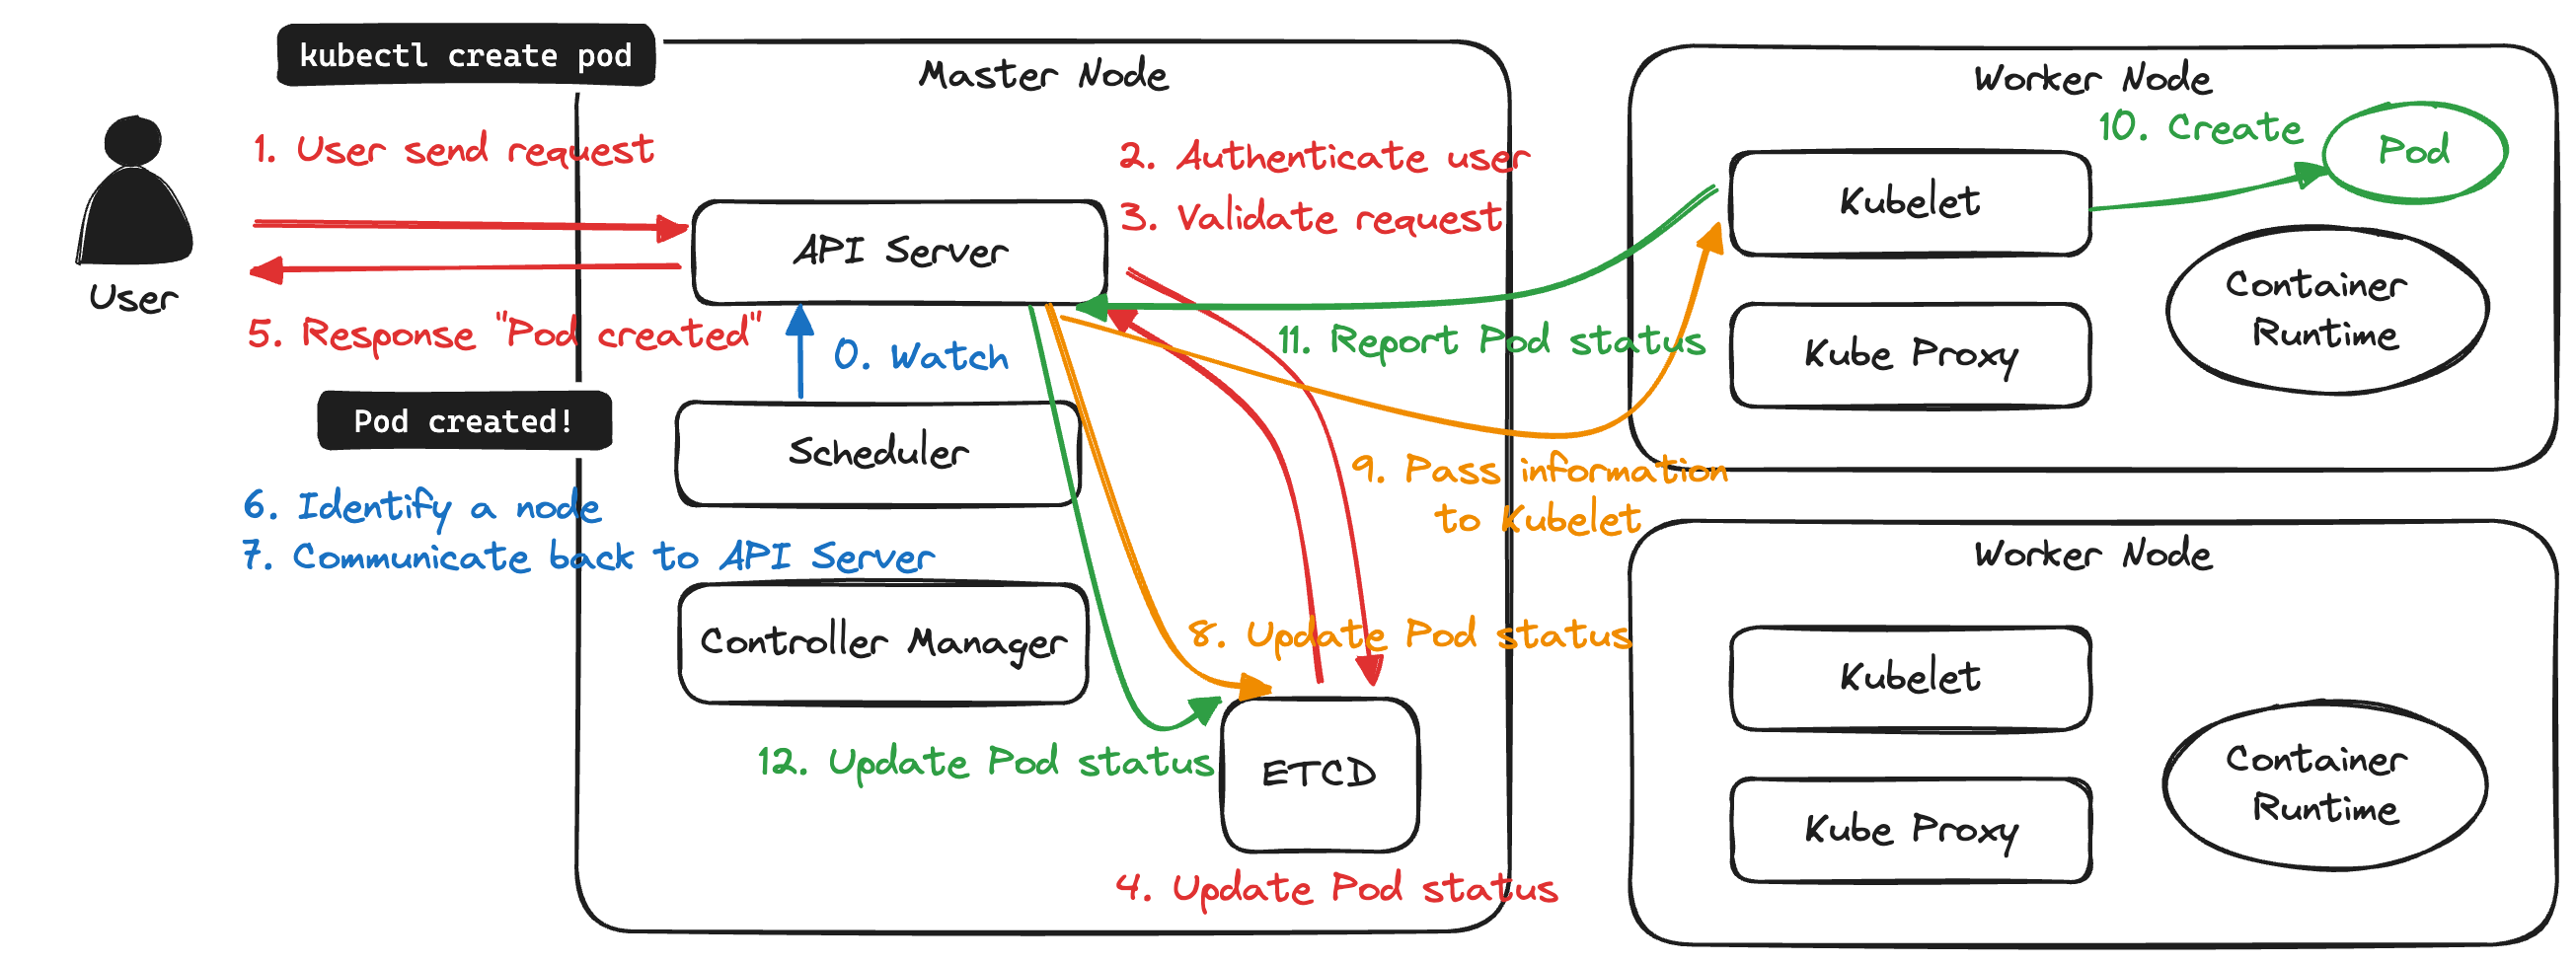 kubectl create pod
Master Node
Worker Node
1. User send request
2. Authenticate user
3. Validate request
10. Create
Pod
User
API Server
Kubelet
Container
Runtime
5. Response "Pod created"
0. Watch
11. Report Pod status
Kube Proxy
Pod created!
Scheduler
9. Pass information
to Kubelet
6. Identify a node
7. Communicate back to API Server
Worker Node
Controller Manager
8. Update Pod status
Kubelet
12. Update Pod status
ETCD
Container
Runtime
Kube Proxy
4. Update Pod status